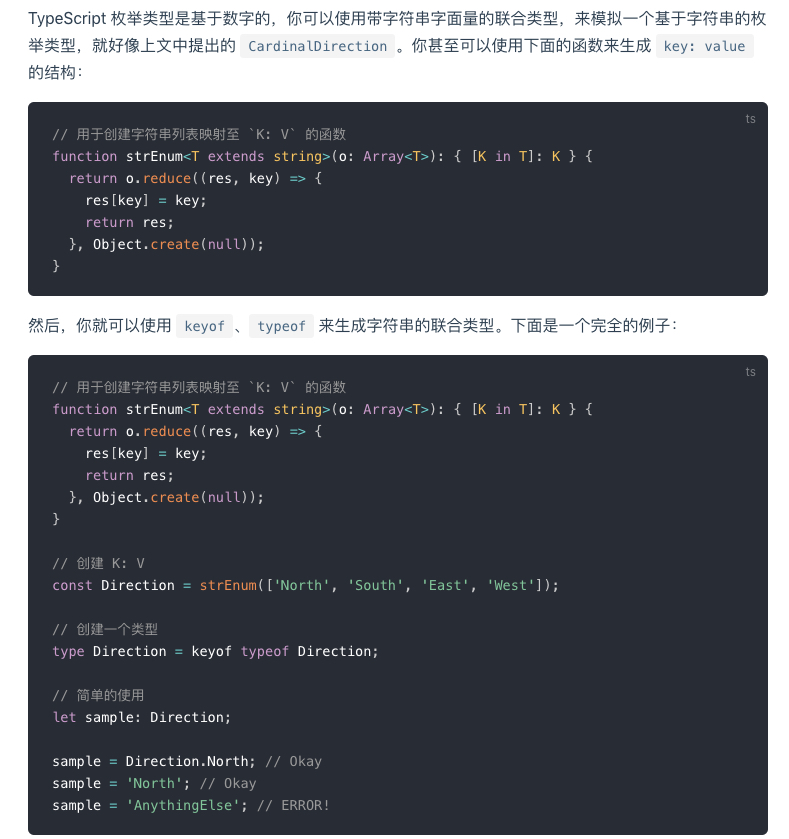 TypeScript 枚举类型是基于数字的，你可以使用带字符串字面量的联合类型，来模拟一个基于字符串的枚
举类型，就好像上文中提出的 CardinalDirection 。你甚至可以使用下面的函数来生成 key: value
的结构：
ts
// 用于创建字符串列表映射至 `K: V` 的函数
function strEnum<T extends string>(o: Array<T>): { [K in T]: K } {
  return o.reduce((res, key) => {
    res[key] = key;
    return res;
  }, Object.create(null));
}
然后，你就可以使用 keyof 、 typeof 来生成字符串的联合类型。下面是一个完全的例子：
ts
// 用于创建字符串列表映射至 `K: V` 的函数
function strEnum<T extends string>(o: Array<T>): { [K in T]: K } {
  return o.reduce((res, key) => {
    res[key] = key;
    return res;
  }, Object.create(null));
}
// 创建 K: V
const Direction = strEnum(['North', 'South', 'East', 'West']);
// 创建一个类型
type Direction = keyof typeof Direction;
// 简单的使用
let sample: Direction;
sample = Direction.North; // Okay
sample = 'North'; // Okay
sample = 'AnythingElse'; // ERROR!